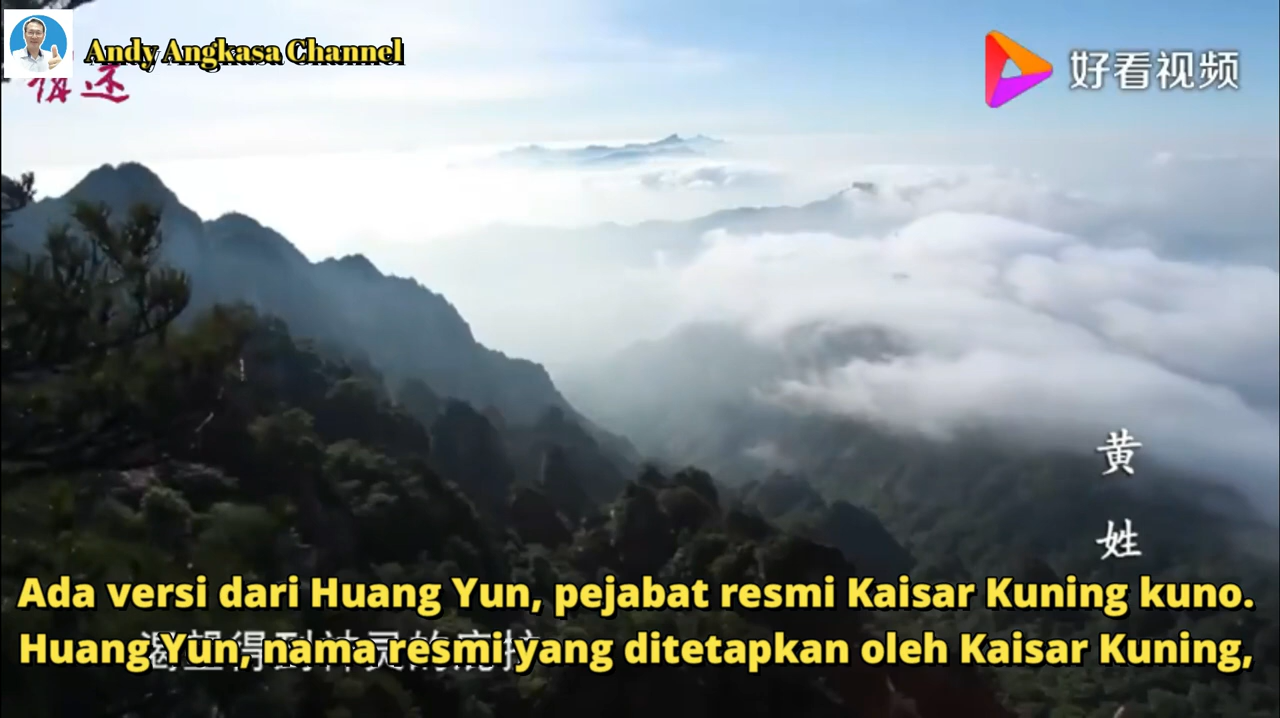 Andy Angkasa Channel
好看视频
黄
姓
Ada versi dari Huang Yun, pejabat resmi Kaisar Kuning kuno.
Huang Yun, nama resmi yang ditetapkan oleh Kaisar Kuning,